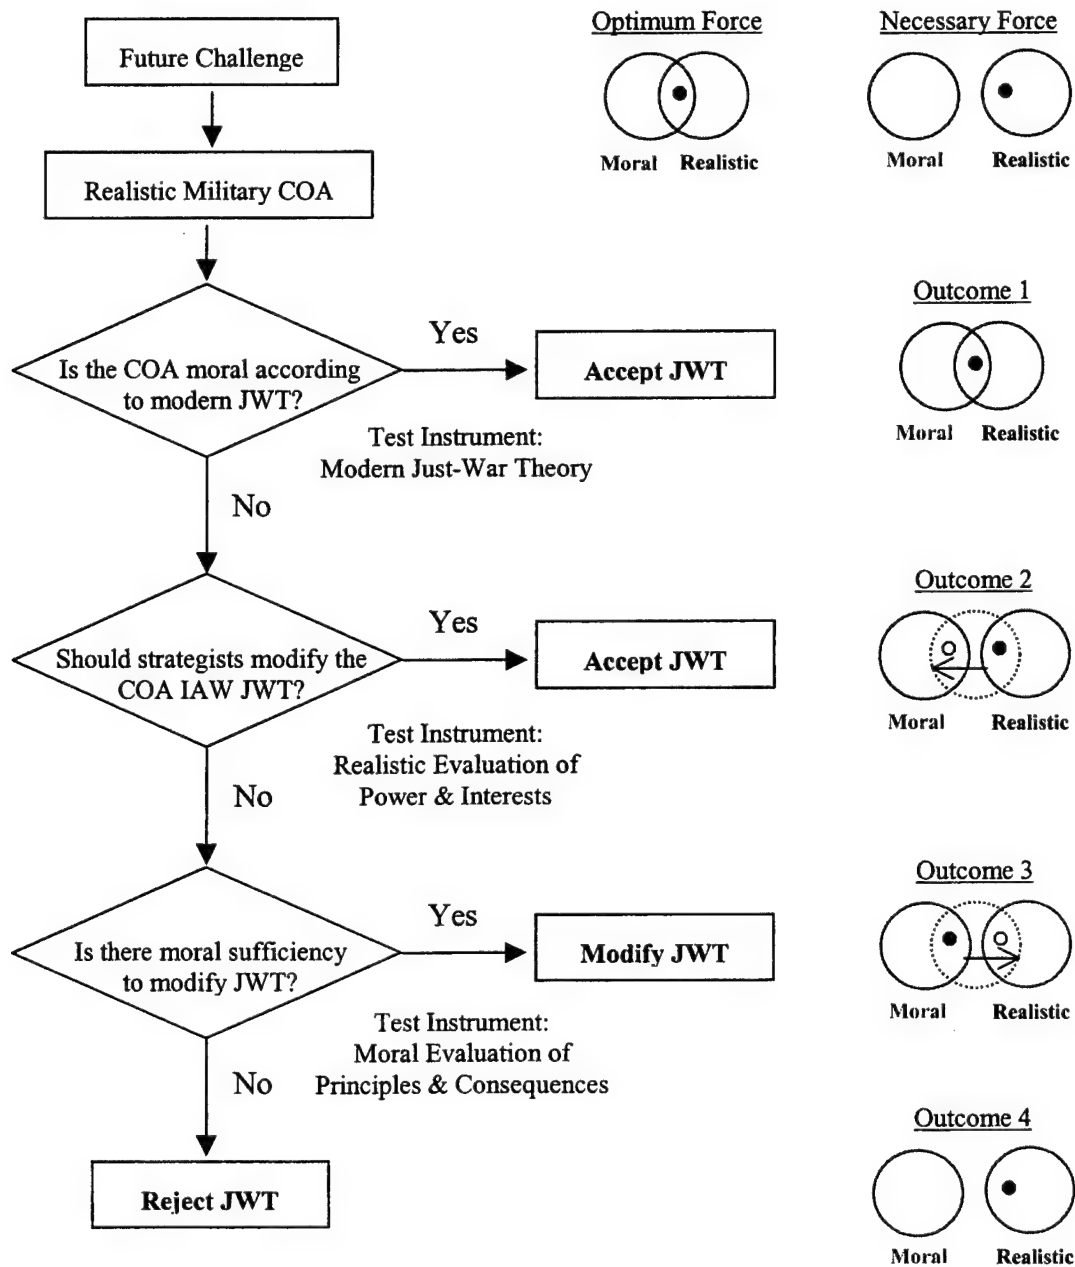 Optimum Force
Necessary Force
Future Challenge
Moral Realistic
Moral Realistic
Realistic Military COA
Outcome 1
Yes
Is the COA moral according
to modern JWT?
Accept JWT
Moral Realistic
Test Instrument:
Modern Just-War Theory
No
Outcome 2
Yes
Should strategists modify the
COA IAW JWT?
Accept JWT
Moral Realistic
Test Instrument:
Realistic Evaluation of
Power & Interests
No
Outcome 3
Yes
Is there moral sufficiency
to modify JWT?
Modify JWT
Moral Realistic
Test Instrument:
Moral Evaluation of
Principles & Consequences
No
Outcome 4
Reject JWT
Moral Realistic